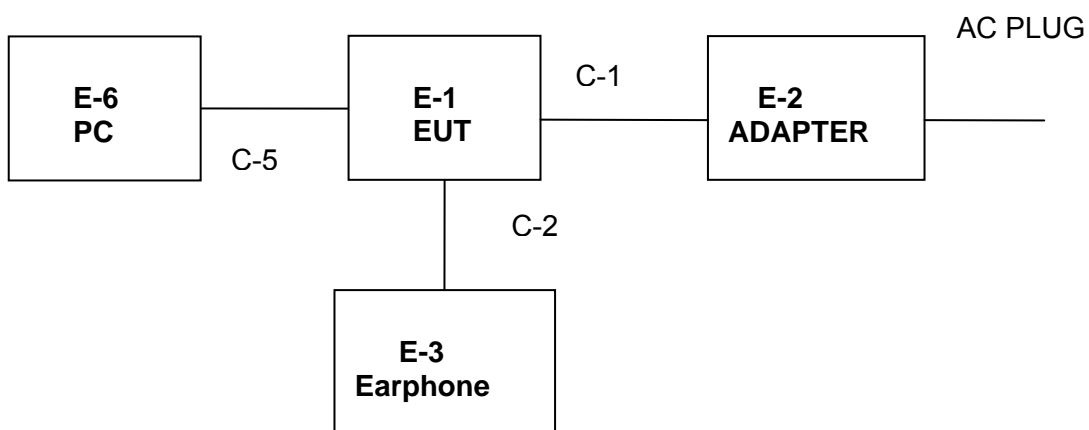 AC PLUG
E-6
PC
C-5
E-1
EUT
C-1
E-2
ADAPTER
C-2
E-3
Earphone